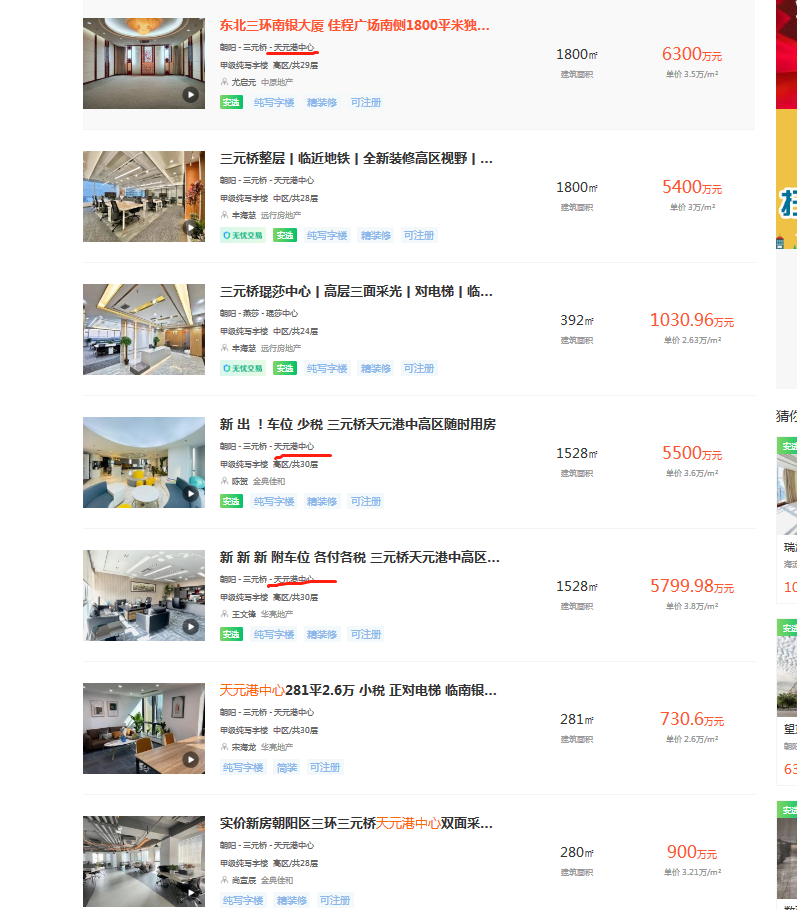 东北三环南银大厦 佳程广场南侧1800平米独...
朝阳 - 三元桥 - 天元港中心
甲级纯写字楼 高区/共29层
尤启元 中原地产
安选 纯写字楼 精装修 可注册
1800㎡
建筑面积
6300万元
单价 3.5万/m²
三元桥整层 | 临近地铁 | 全新装修高区视野 | ...
朝阳 - 三元桥 - 天元港中心
甲级纯写字楼 中区/共28层
丰海慧 远行房地产
无忧交易 安选 纯写字楼 精装修 可注册
1800㎡
建筑面积
5400万元
单价 3万/m²
三元桥琨莎中心 | 高层三面采光 | 对电梯 | 临...
朝阳 - 燕莎 - 琨莎中心
甲级纯写字楼 中区/共24层
丰海慧 远行房地产
无忧交易 安选 纯写字楼 精装修 可注册
392㎡
建筑面积
1030.96万元
单价 2.63万/m²
新 出 ！车位 少税 三元桥天元港中高区随时用房
朝阳 - 三元桥 - 天元港中心
甲级纯写字楼 高区/共30层
陈贺 金典佳和
安选 纯写字楼 精装修 可注册
1528㎡
建筑面积
5500万元
单价 3.6万/m²
新 新 新 附车位 各付各税 三元桥天元港中高区...
朝阳 - 三元桥 - 天元港中心
甲级纯写字楼 高区/共30层
王文锋 华亮地产
安选 纯写字楼 精装修 可注册
1528㎡
建筑面积
5799.98万元
单价 3.8万/m²
天元港中心281平2.6万 小税 正对电梯 临南银...
朝阳 - 三元桥 - 天元港中心
甲级纯写字楼 中区/共30层
宋海龙 华亮地产
纯写字楼 简装 可注册
281㎡
建筑面积
730.6万元
单价 2.6万/m²
实价新房朝阳区三环三元桥天元港中心双面采...
朝阳 - 三元桥 - 天元港中心
甲级纯写字楼 高区/共28层
尚宣辰 金典佳和
纯写字楼 精装修 可注册
280㎡
建筑面积
900万元
单价 3.21万/m²
猜你
安选
海淀
10
安选
望
朝阳
63
安选